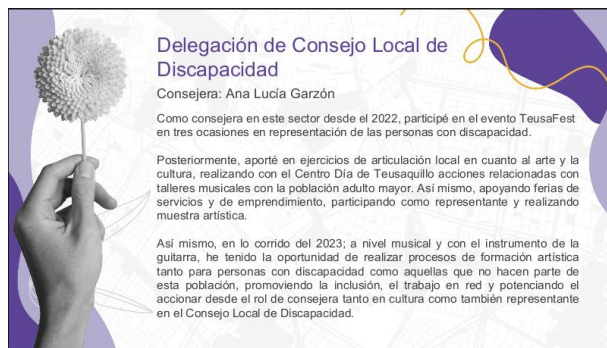 Delegación de Consejo Local de
Discapacidad
Consejera: Ana Lucía Garzón
Como consejera en este sector desde el 2022, participé en el evento TeusaFest
en tres ocasiones en representación de las personas con discapacidad.
Posteriormente, aporté en ejercicios de articulación local en cuanto al arte y la
cultura, realizando con el Centro Día de Teusaquillo acciones relacionadas con
talleres musicales con la población adulto mayor. Así mismo, apoyando ferias de
servicios y de emprendimiento, participando como representante y realizando
muestra artística.
Así mismo, en lo corrido del 2023; a nivel musical y con el instrumento de la
guitarra, he tenido la oportunidad de realizar procesos de formación artística
tanto para personas con discapacidad como aquellas que no hacen parte de
esta población, promoviendo la inclusión, el trabajo en red y potenciando el
accionar desde el rol de consejera tanto en cultura como también representante
en el Consejo Local de Discapacidad.